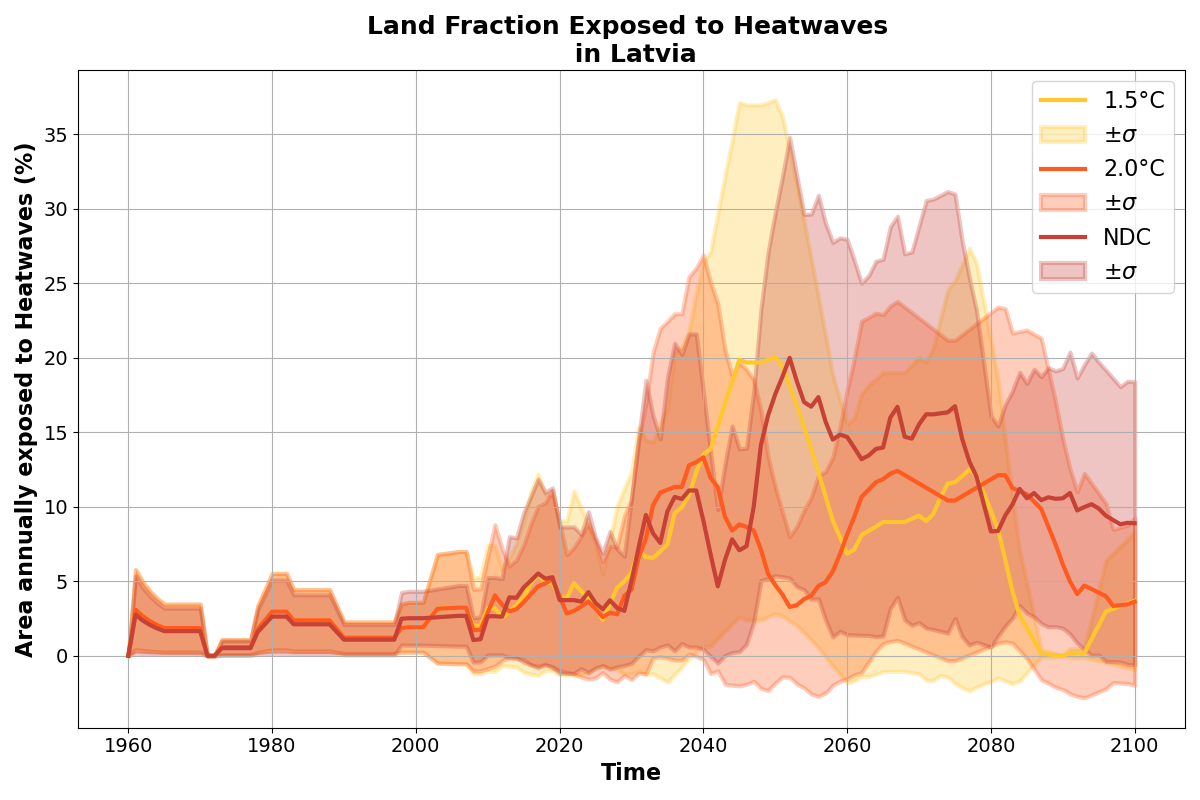 Land Fraction Exposed to Heatwaves
in Latvia
Area annually exposed to Heatwaves (%)
35
30
25
20
15
10
5
0
1960
1980
2000
2020
2040
2060
2080
2100
Time
1.5°C
±σ
2.0°C
±σ
NDC
±σ